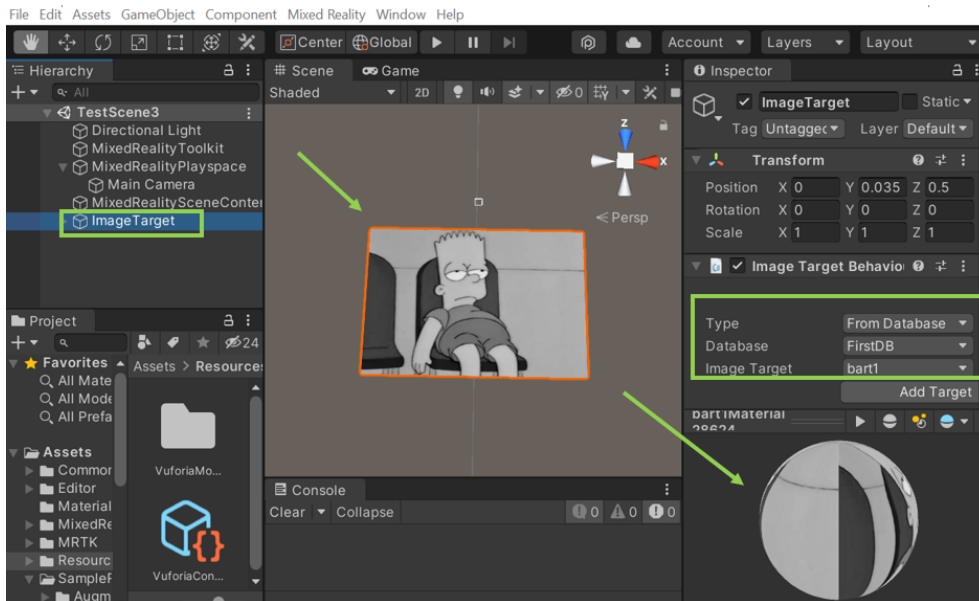 File Edit Assets GameObject Component Mixed Reality Window Help
Center Global Account Layers Layout
Hierarchy
All
TestScene3
Directional Light
MixedRealityToolkit
MixedRealityPlayspace
Main Camera
MixedRealitySceneConte
ImageTarget
Project
24
Favorites
All Mate
All Mode
All Prefa
Assets
Commor
Editor
Material
MixedRe
MRTK
Resourc
SampleF
Augm
Assets > Resource
VuforiaMo...
VuforiaCon...
Scene Game
Shaded 2D 0
z
x
Persp
Console
Clear Collapse 0 0 0
Inspector
ImageTarget Static
Tag Untaggec Layer Default
Transform
Position X 0 Y 0.035 Z 0.5
Rotation X 0 Y 0 Z 0
Scale X 1 Y 1 Z 1
Image Target Behavio
Type From Database
Database FirstDB
Image Target bart1
Add Target
bart1Material
28624